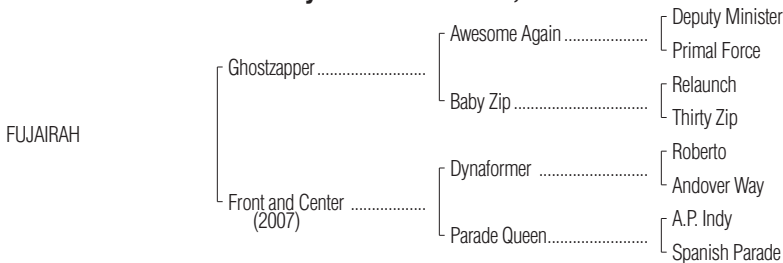 Deputy Minister
Awesome Again
Primal Force
Ghostzapper
Relaunch
Baby Zip
Thirty Zip
FUJAIRAH
Roberto
Dynaformer
Andover Way
Front and Center
(2007)
A.P. Indy
Parade Queen
Spanish Parade